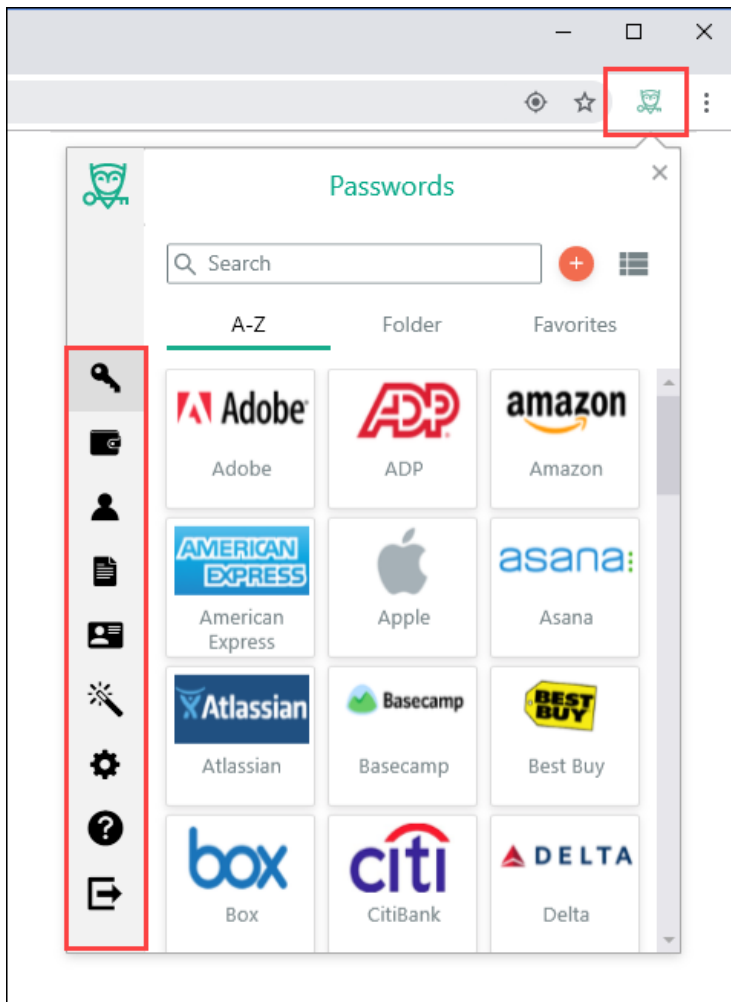 Passwords
Search
A-Z Folder Favorites
Adobe ADP amazon
Adobe ADP Amazon
AMERICAN
EXPRESS
asana:
American
Express
Apple Asana
Atlassian Basecamp BEST
BUY
Atlassian Basecamp Best Buy
box citi DELTA
Box CitiBank Delta